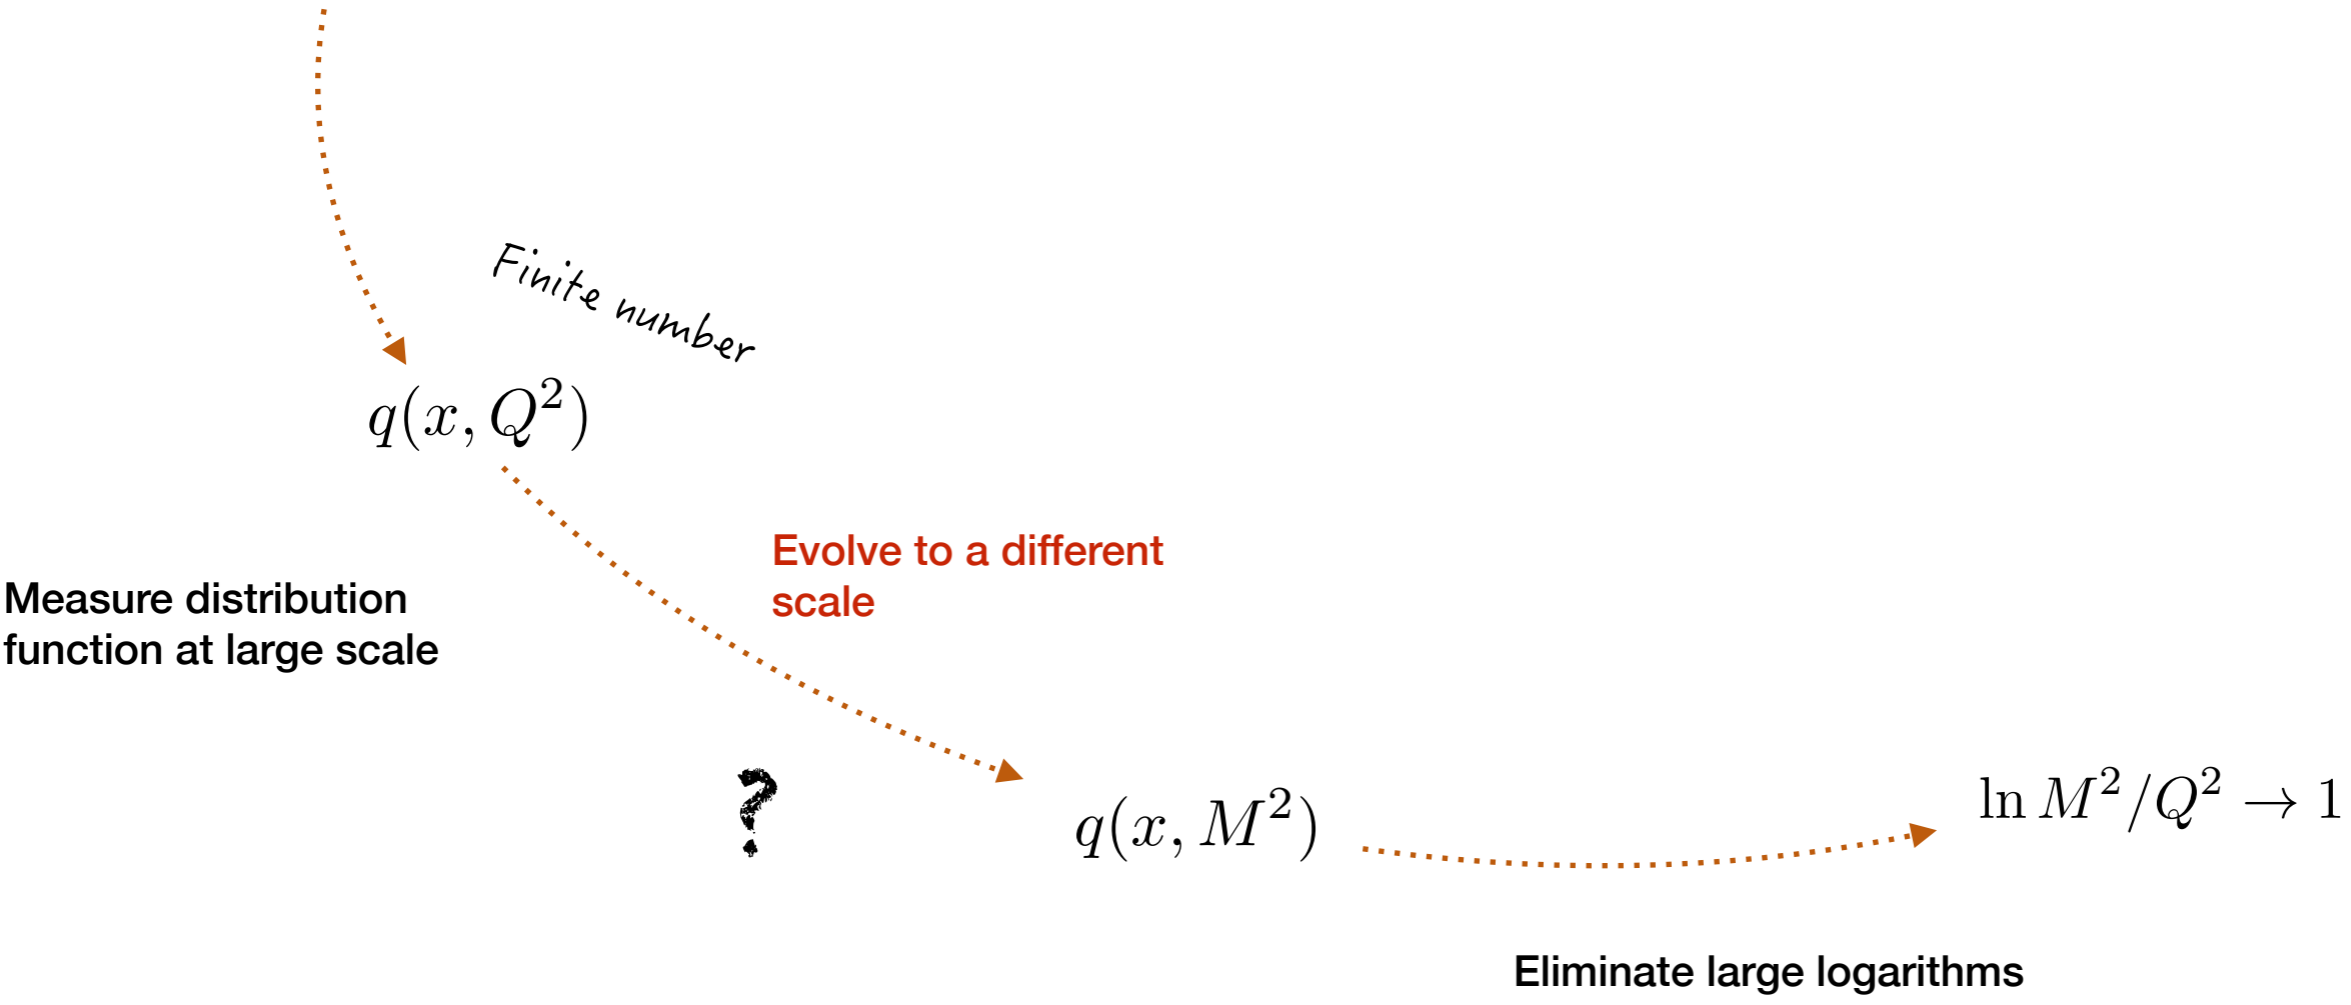 Finite number
q(x, Q²)
Evolve to a different
scale
Measure distribution
function at large scale
?
q(x, M²)
ln M²/Q² → 1
Eliminate large logarithms